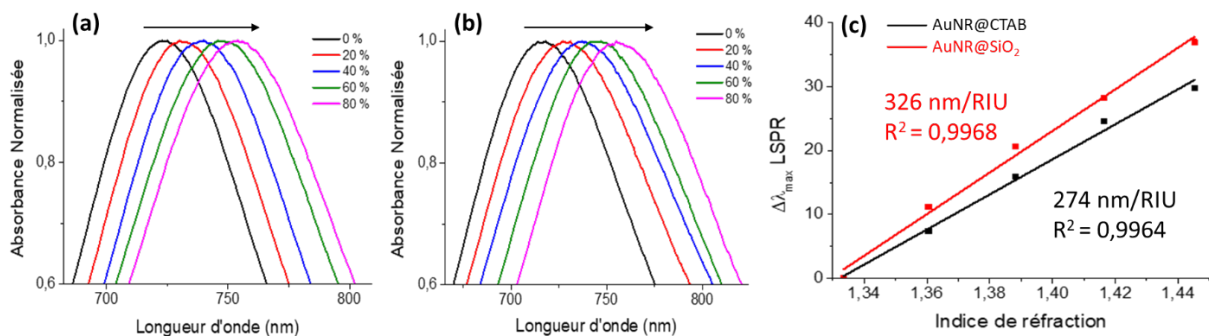 (a)
1,0
0,8
0,6
Absorbance Normalisée
0 %
20 %
40 %
60 %
80 %
700
750
800
Longueur d'onde (nm)
(b)
1,0
0,8
0,6
Absorbance Normalisée
0 %
20 %
40 %
60 %
80 %
700
750
800
Longueur d'onde (nm)
(c)
AuNR@CTAB
AuNR@SiO₂
40
30
20
10
0
Δλmax LSPR
326 nm/RIU
R² = 0,9968
274 nm/RIU
R² = 0,9964
1,34
1,36
1,38
1,40
1,42
1,44
Indice de réfraction